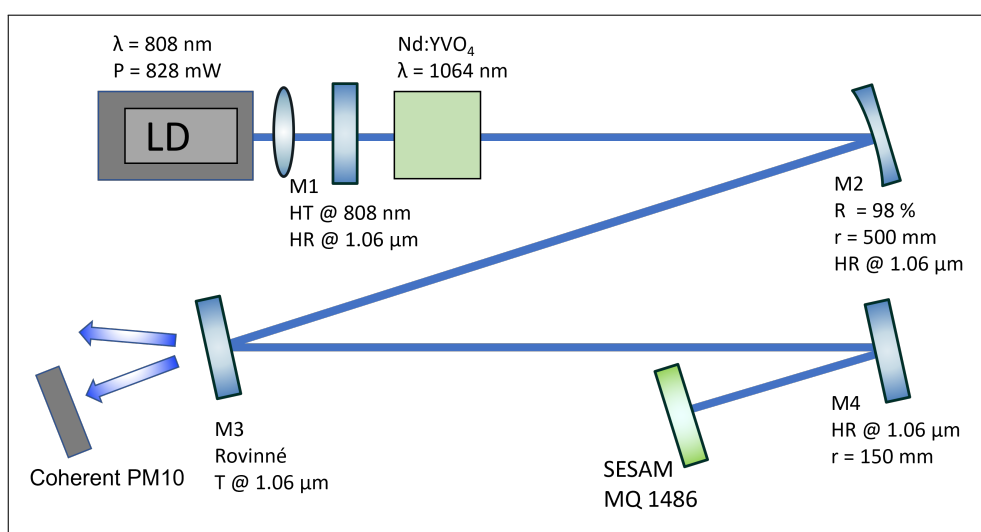 λ = 808 nm
P = 828 mW
LD
Nd:YVO₄
λ = 1064 nm
M1
HT @ 808 nm
HR @ 1.06 μm
M2
R  = 98 %
r = 500 mm
HR @ 1.06 μm
M3
Rovinné
T @ 1.06 μm
Coherent PM10
SESAM
MQ 1486
M4
HR @ 1.06 μm
r = 150 mm